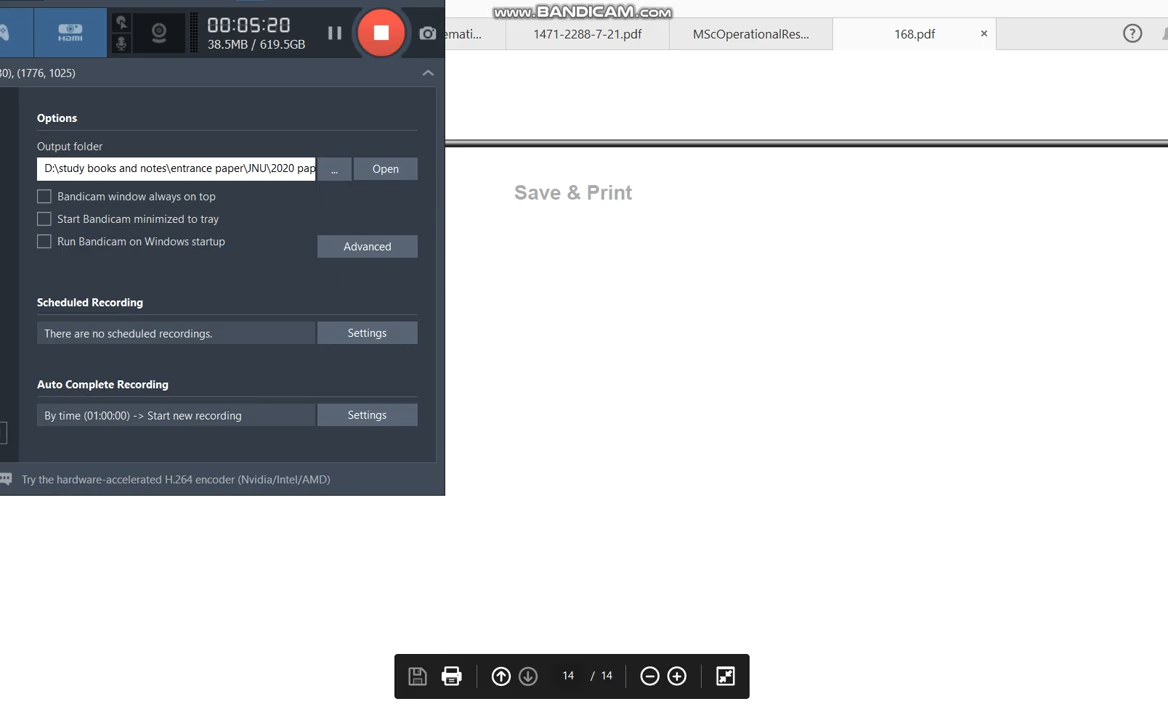 www.BANDICAM.com
00:05:20
38.5MB / 619.5GB
HDMI
emati...
1471-2288-7-21.pdf
MScOperationalRes...
168.pdf
×
?
30), (1776, 1025)
Options
Output folder
D:\study books and notes\entrance paper\JNU\2020 pap
...
Open
Bandicam window always on top
Start Bandicam minimized to tray
Run Bandicam on Windows startup
Advanced
Scheduled Recording
There are no scheduled recordings.
Settings
Auto Complete Recording
By time (01:00:00) -> Start new recording
Settings
Try the hardware-accelerated H.264 encoder (Nvidia/Intel/AMD)
Save & Print
14 / 14